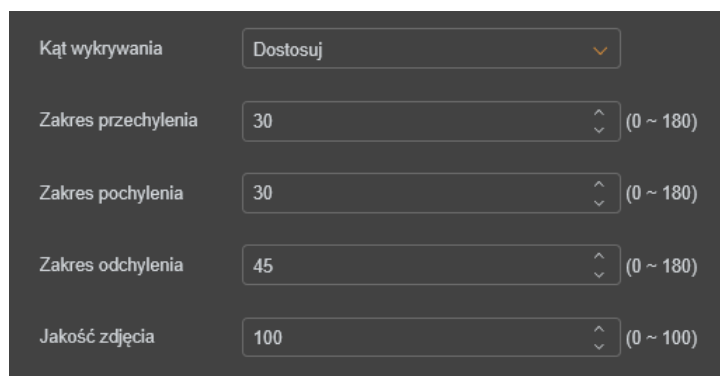 Kąt wykrywania Dostosuj
Zakres przechylenia 30 (0 ~ 180)
Zakres pochylenia 30 (0 ~ 180)
Zakres odchylenia 45 (0 ~ 180)
Jakość zdjęcia 100 (0 ~ 100)